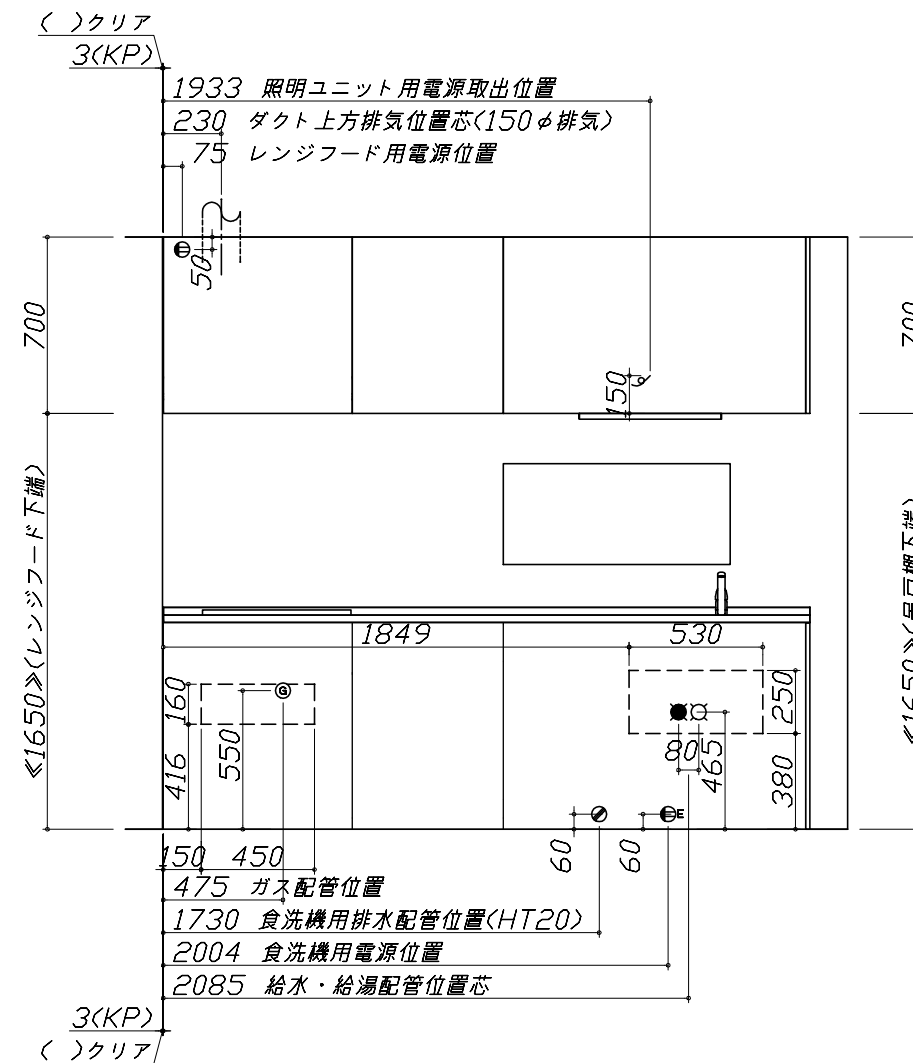 ( )クリア
3(KP)
1933 照明ユニット用電源取出位置
230 ダクト上方排気位置芯(150φ排気)
75 レンジフード用電源位置
50
700
700
150
≪1650≫(レンジフード下端)
1849
530
160
416
550
G
80
465
250
380
60
60
E
150
450
475 ガス配管位置
1730 食洗機用排水配管位置(HT20)
2004 食洗機用電源位置
2085 給水・給湯配管位置芯
3(KP)
( )クリア